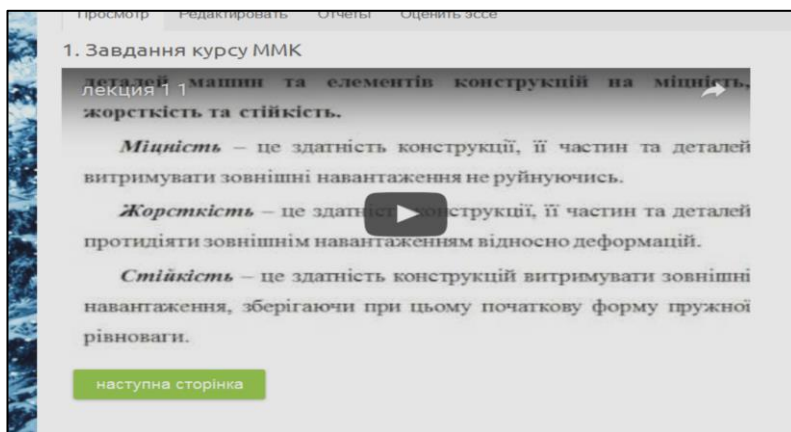 Просмотр Редактировать Отчеты Оценить эссе
1. Завдання курсу ММК
деталей машин та елементів конструкцій на міцність,
лекция 1 1
жорсткість та стійкість.
Міцність – це здатність конструкції, її частин та деталей
витримувати зовнішні навантаження не руйнуючись.
Жорсткість – це здатність конструкції, її частин та деталей
протидіяти зовнішнім навантаженням відносно деформацій.
Стійкість – це здатність конструкцій витримувати зовнішні
навантаження, зберігаючи при цьому початкову форму пружної
рівноваги.
наступна сторінка